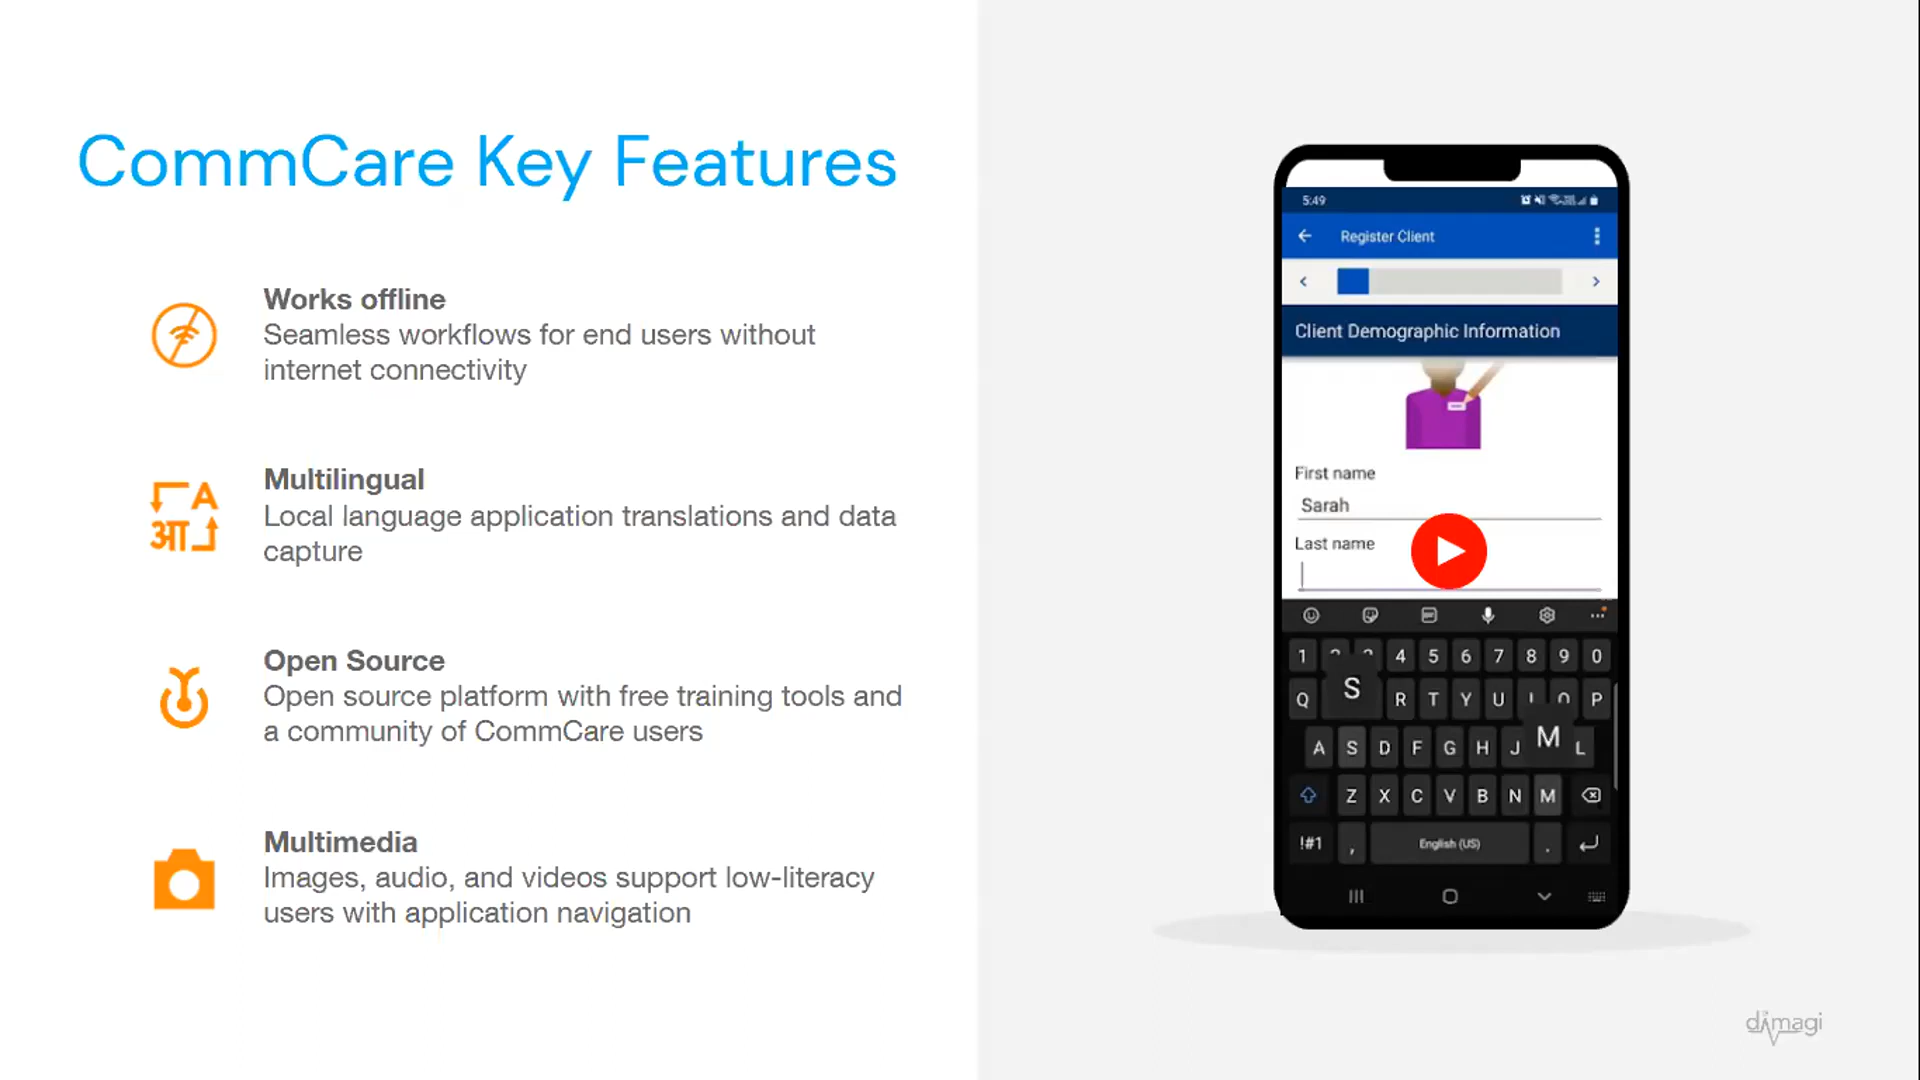 CommCare Key Features
Works offline
Seamless workflows for end users without
internet connectivity
A
आ
Multilingual
Local language application translations and data
capture
Open Source
Open source platform with free training tools and
a community of CommCare users
Multimedia
Images, audio, and videos support low-literacy
users with application navigation
5:49
Register Client
Client Demographic Information
First name
Sarah
Last name
1 4 5 6 7 8 9 0
Q S R T Y U P
A S D F G H J M L
Z X C V B N M
!#1 , English (US) .
dimagi